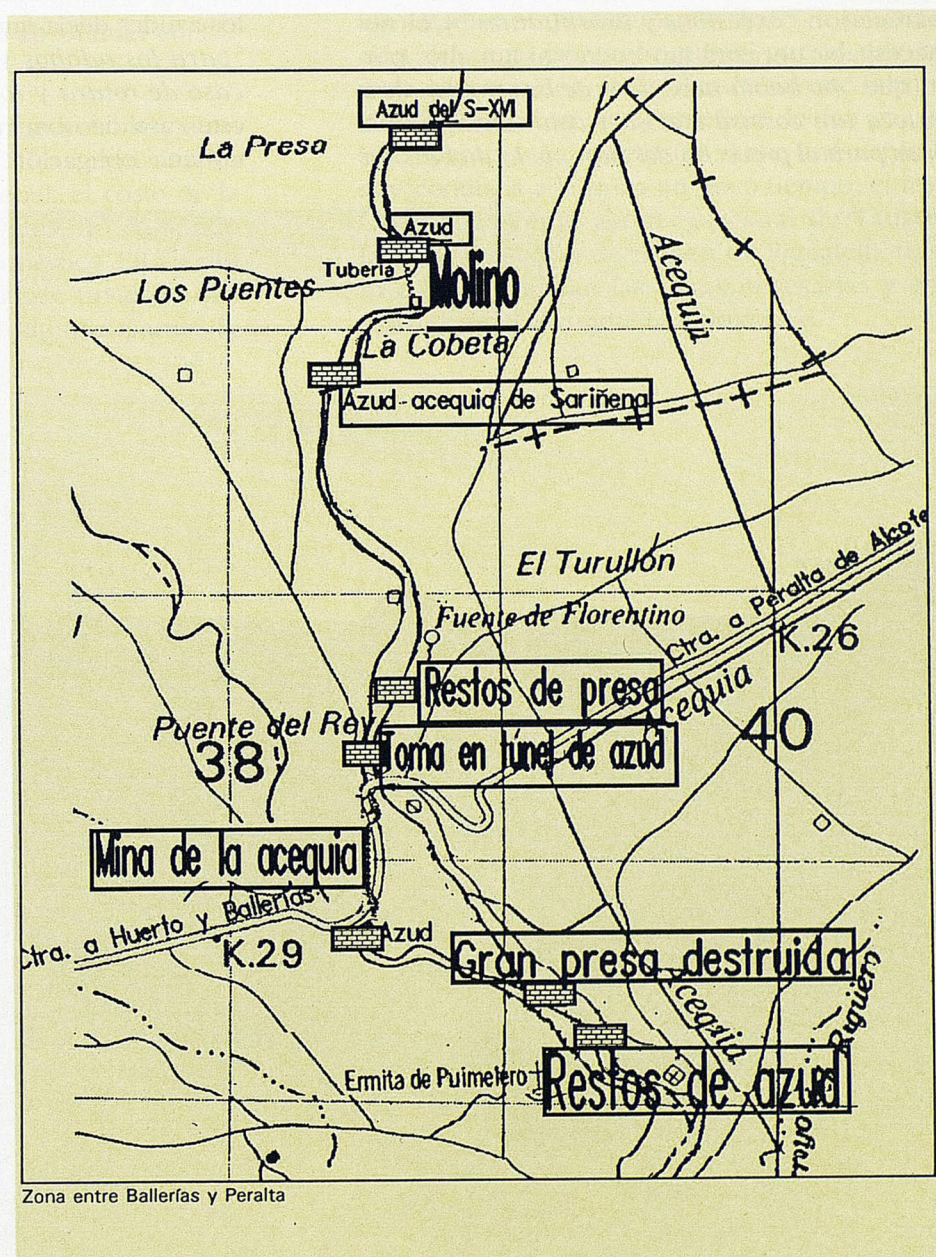 Azud del S-XVI
La Presa
Azud
Tubería
Molino
Los Puentes
Acequia
La Cobeta
Azud-acequia de Sariñena
El Turullón
Ctra. a Peralta de Alcofe
Fuente de Florentino
K.26
Restos de presa
Acequia
Puente del Rey
38
40
Toma en túnel de azud
Mina de la acequia
Ctra. a Huerto y Ballerías
K.29
Azud
Gran presa destruida
Acequia
Reguero
Ermita de Puimelero
Restos de azud
Zona entre Ballerías y Peralta